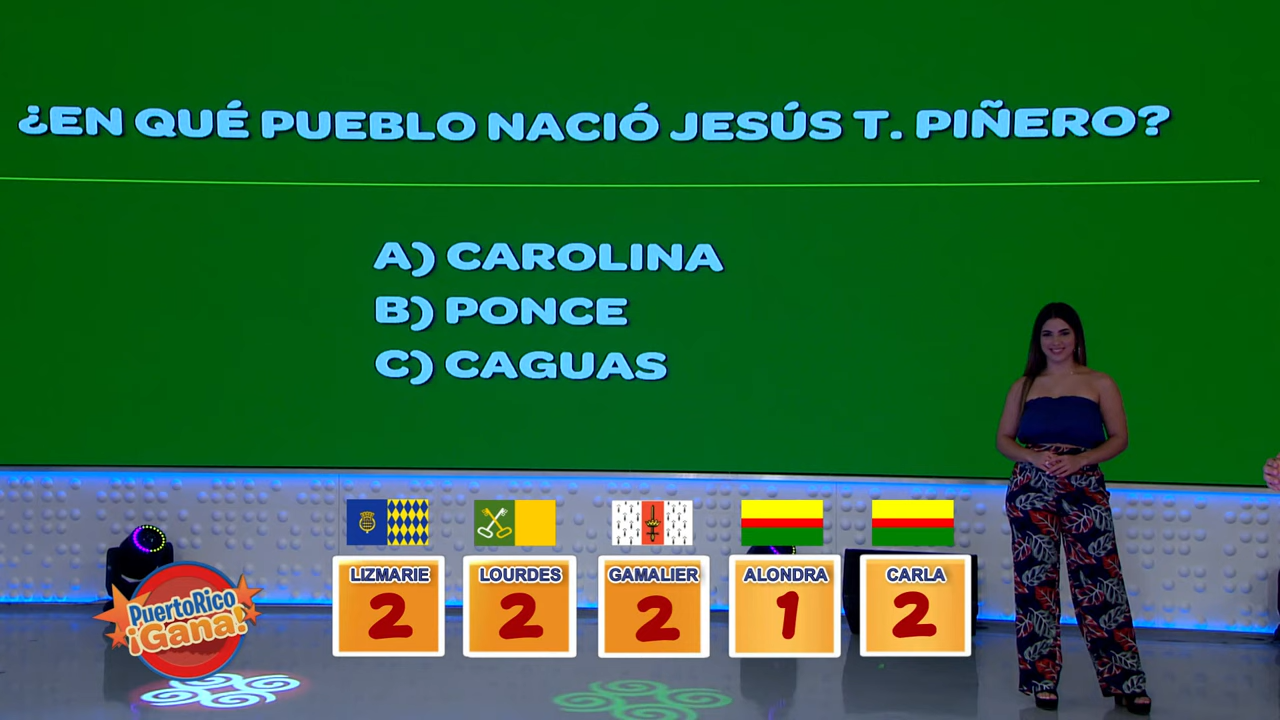 ¿EN QUÉ PUEBLO NACIÓ JESÚS T. PIÑERO?
A) CAROLINA
B) PONCE
C) CAGUAS
LIZMARIE
2
LOURDES
2
GAMALIER
2
ALONDRA
1
CARLA
2
PuertoRico
¡Gana!